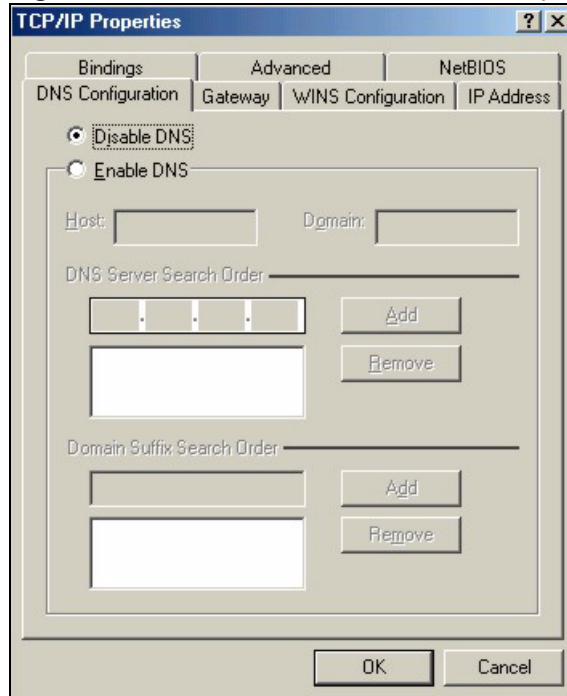 TCP/IP Properties
Bindings Advanced NetBIOS
DNS Configuration Gateway WINS Configuration IP Address
Disable DNS
Enable DNS
Host: Domain:
DNS Server Search Order
Add
Remove
Domain Suffix Search Order
Add
Remove
OK Cancel